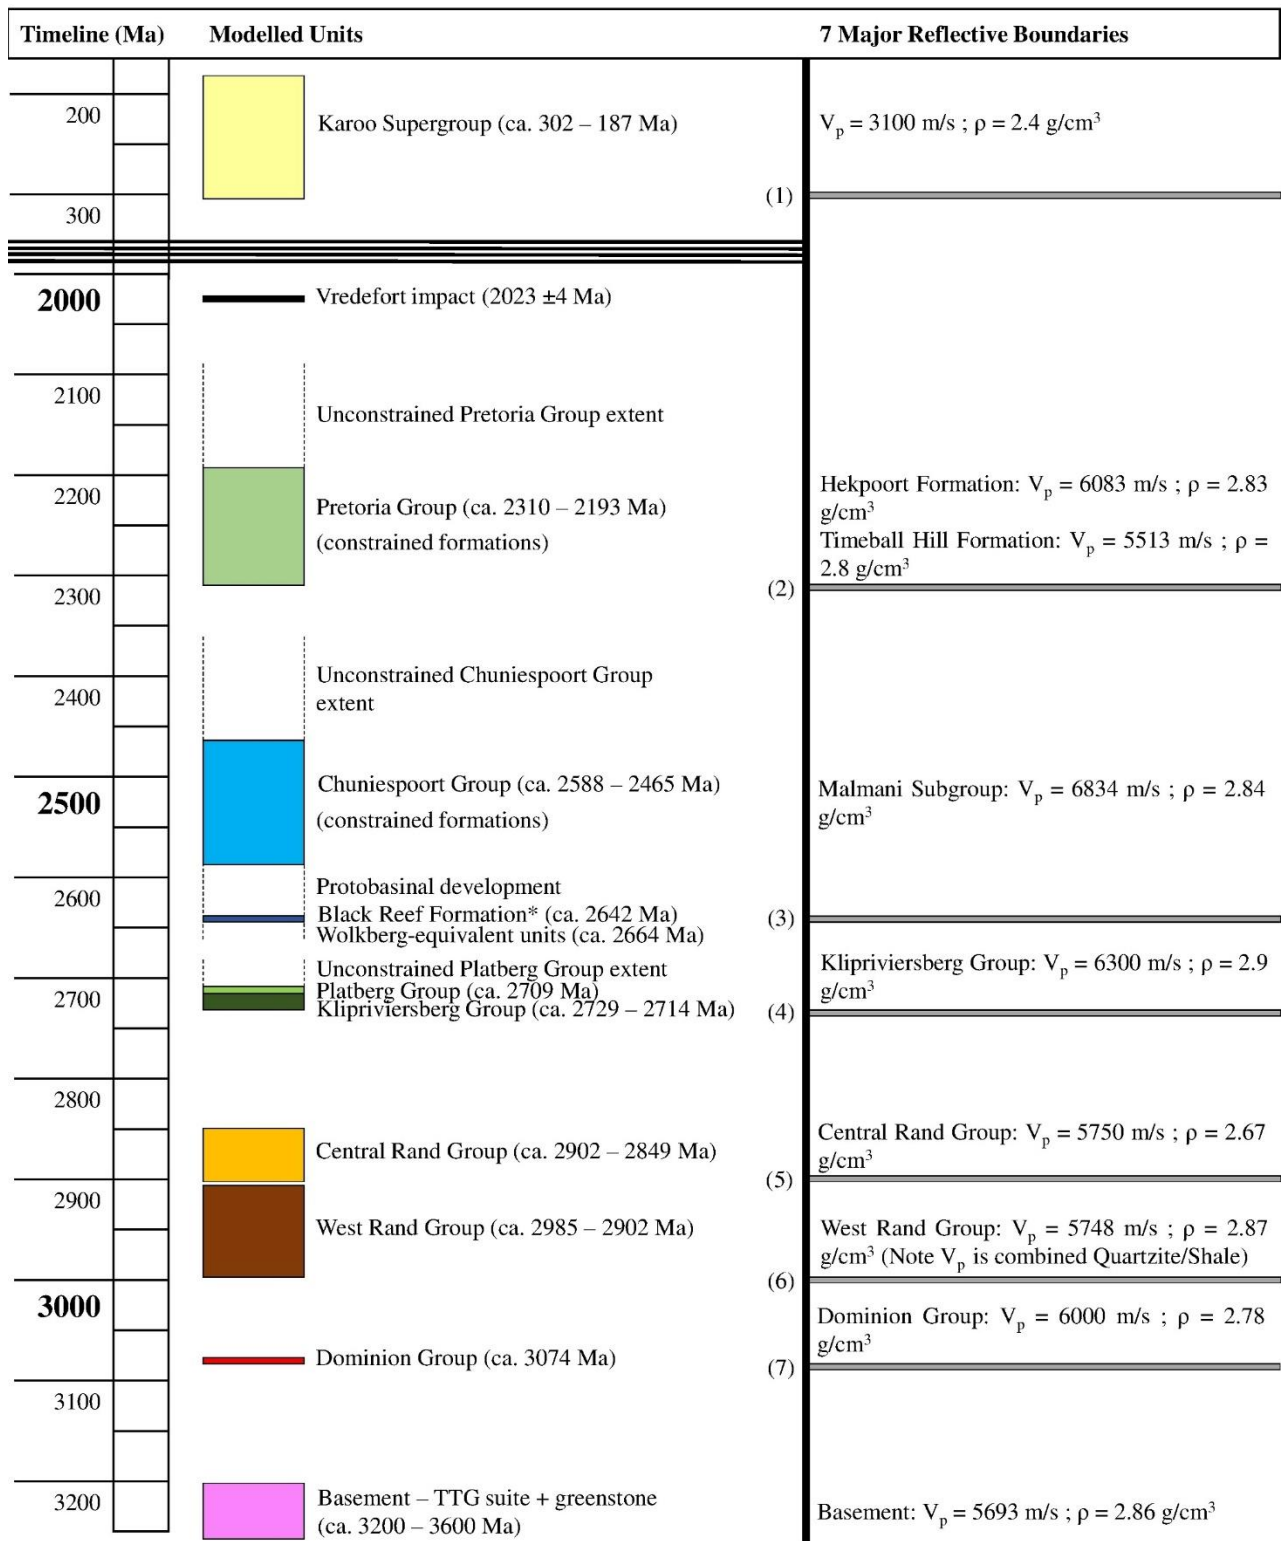 Timeline (Ma) Modelled Units 7 Major Reflective Boundaries
200
Karoo Supergroup (ca. 302 – 187 Ma)
Vp = 3100 m/s ; ρ = 2.4 g/cm³
(1)
300
2000
Vredefort impact (2023 ±4 Ma)
2100
Unconstrained Pretoria Group extent
2200
Pretoria Group (ca. 2310 – 2193 Ma)
(constrained formations)
Hekpoort Formation: Vp = 6083 m/s ; ρ = 2.83
g/cm³
Timeball Hill Formation: Vp = 5513 m/s ; ρ =
2.8 g/cm³
2300
(2)
Unconstrained Chuniespoort Group
extent
2400
Chuniespoort Group (ca. 2588 – 2465 Ma)
(constrained formations)
2500
Malmani Subgroup: Vp = 6834 m/s ; ρ = 2.84
g/cm³
2600
Protobasinal development
Black Reef Formation* (ca. 2642 Ma)
Wolkberg-equivalent units (ca. 2664 Ma)
(3)
Unconstrained Platberg Group extent
Platberg Group (ca. 2709 Ma)
Klipriviersberg Group (ca. 2729 – 2714 Ma)
2700
Klipriviersberg Group: Vp = 6300 m/s ; ρ = 2.9
g/cm³
(4)
2800
Central Rand Group (ca. 2902 – 2849 Ma)
Central Rand Group: Vp = 5750 m/s ; ρ = 2.67
g/cm³
(5)
2900
West Rand Group (ca. 2985 – 2902 Ma)
West Rand Group: Vp = 5748 m/s ; ρ = 2.87
g/cm³ (Note Vp is combined Quartzite/Shale)
(6)
3000
Dominion Group (ca. 3074 Ma)
Dominion Group: Vp = 6000 m/s ; ρ = 2.78
g/cm³
(7)
3100
3200
Basement – TTG suite + greenstone
(ca. 3200 – 3600 Ma)
Basement: Vp = 5693 m/s ; ρ = 2.86 g/cm³